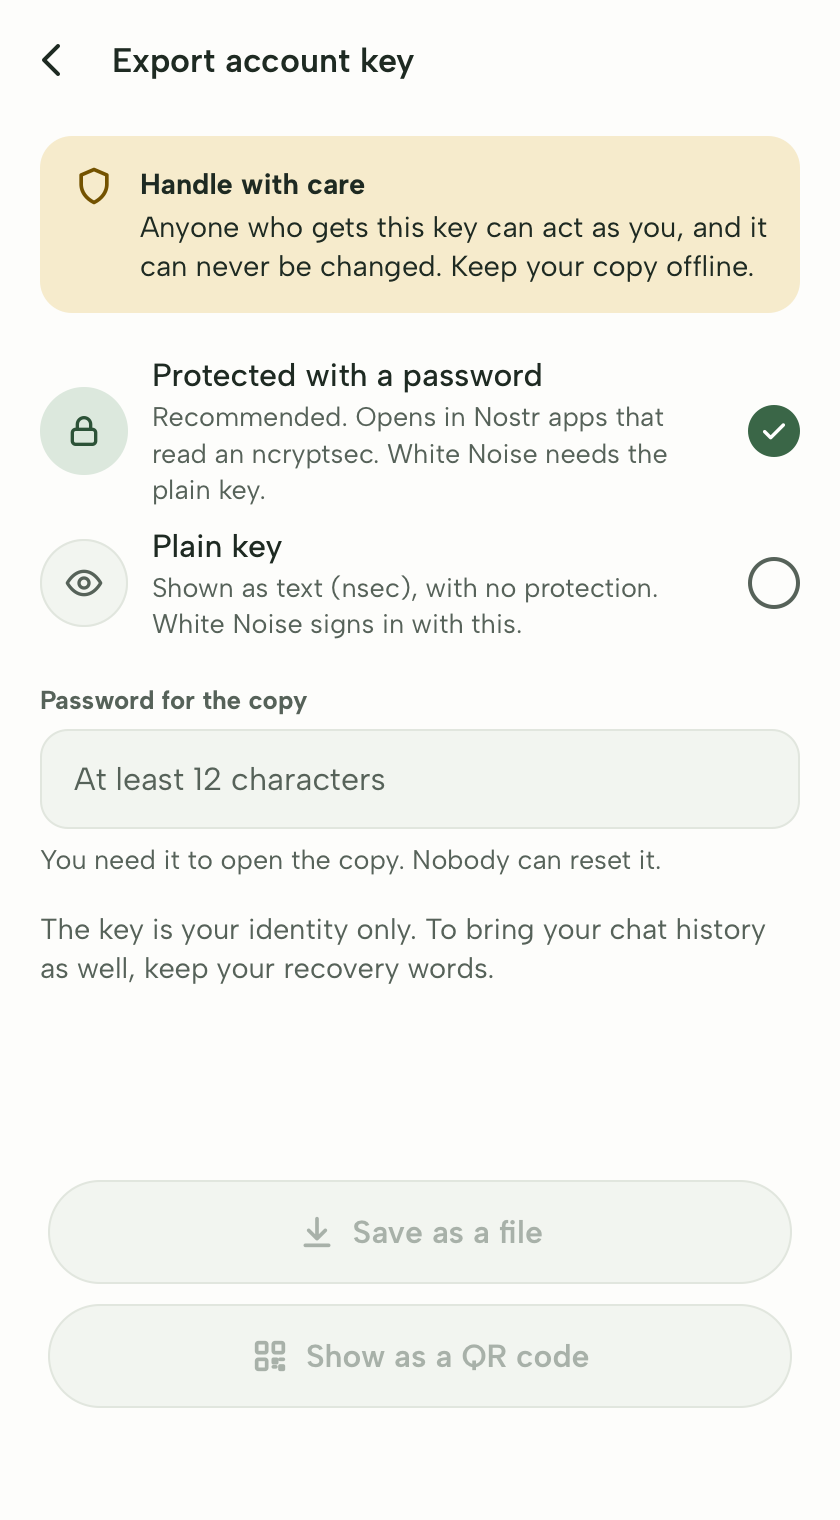 Export account key
Handle with care
Anyone who gets this key can act as you, and it
can never be changed. Keep your copy offline.
Protected with a password
Recommended. Opens in Nostr apps that
read an ncryptsec. White Noise needs the
plain key.
Plain key
Shown as text (nsec), with no protection.
White Noise signs in with this.
Password for the copy
At least 12 characters
You need it to open the copy. Nobody can reset it.
The key is your identity only. To bring your chat history
as well, keep your recovery words.
Save as a file
Show as a QR code